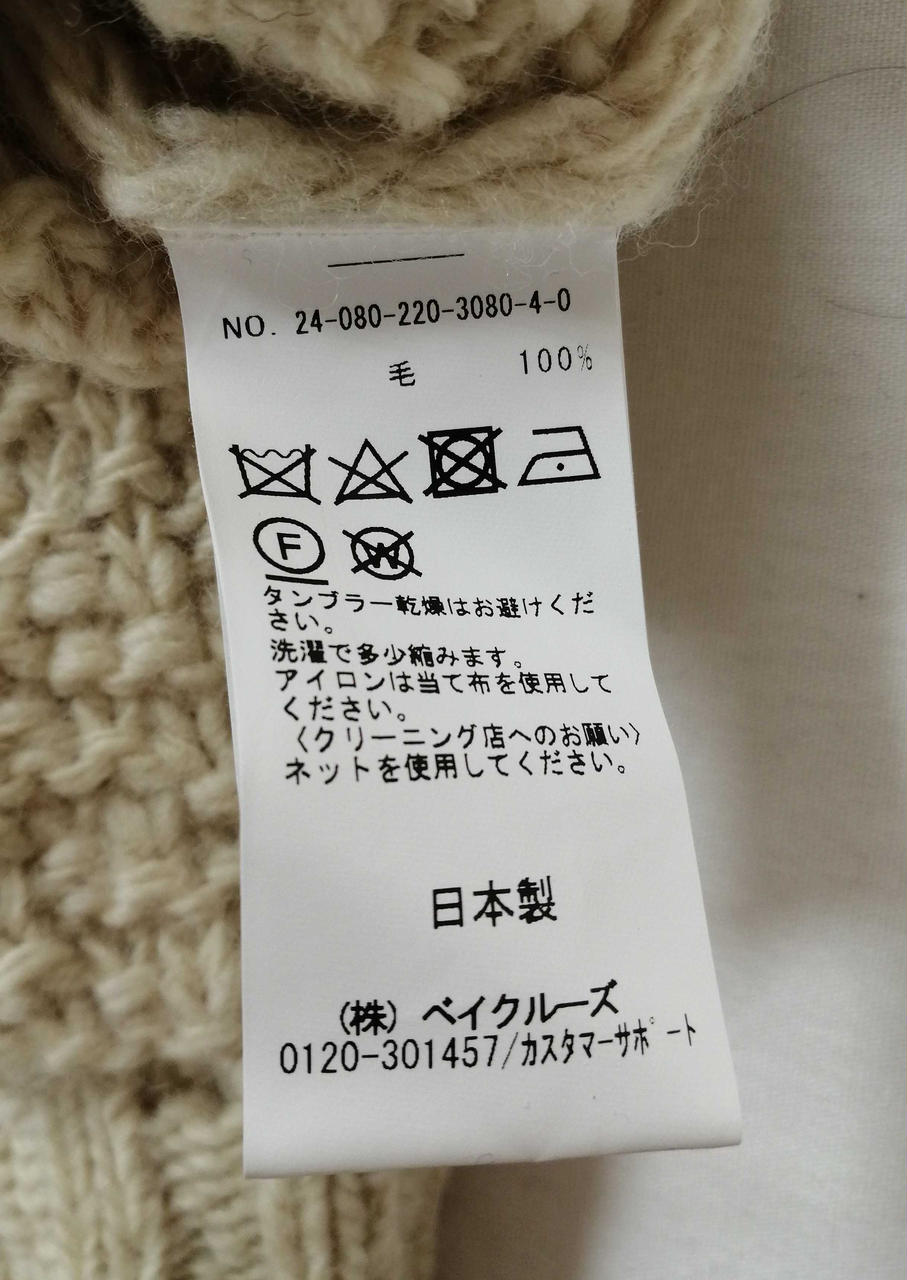 NO. 24-080-220-3080-4-0
毛 100%
F
W
タンブラー乾燥はお避けくだ
さい。
洗濯で多少縮みます。
アイロンは当て布を使用して
ください。
〈クリーニング店へのお願い〉
ネットを使用してください。
日本製
(株) ベイクルーズ
0120-301457/カスタマーサポート